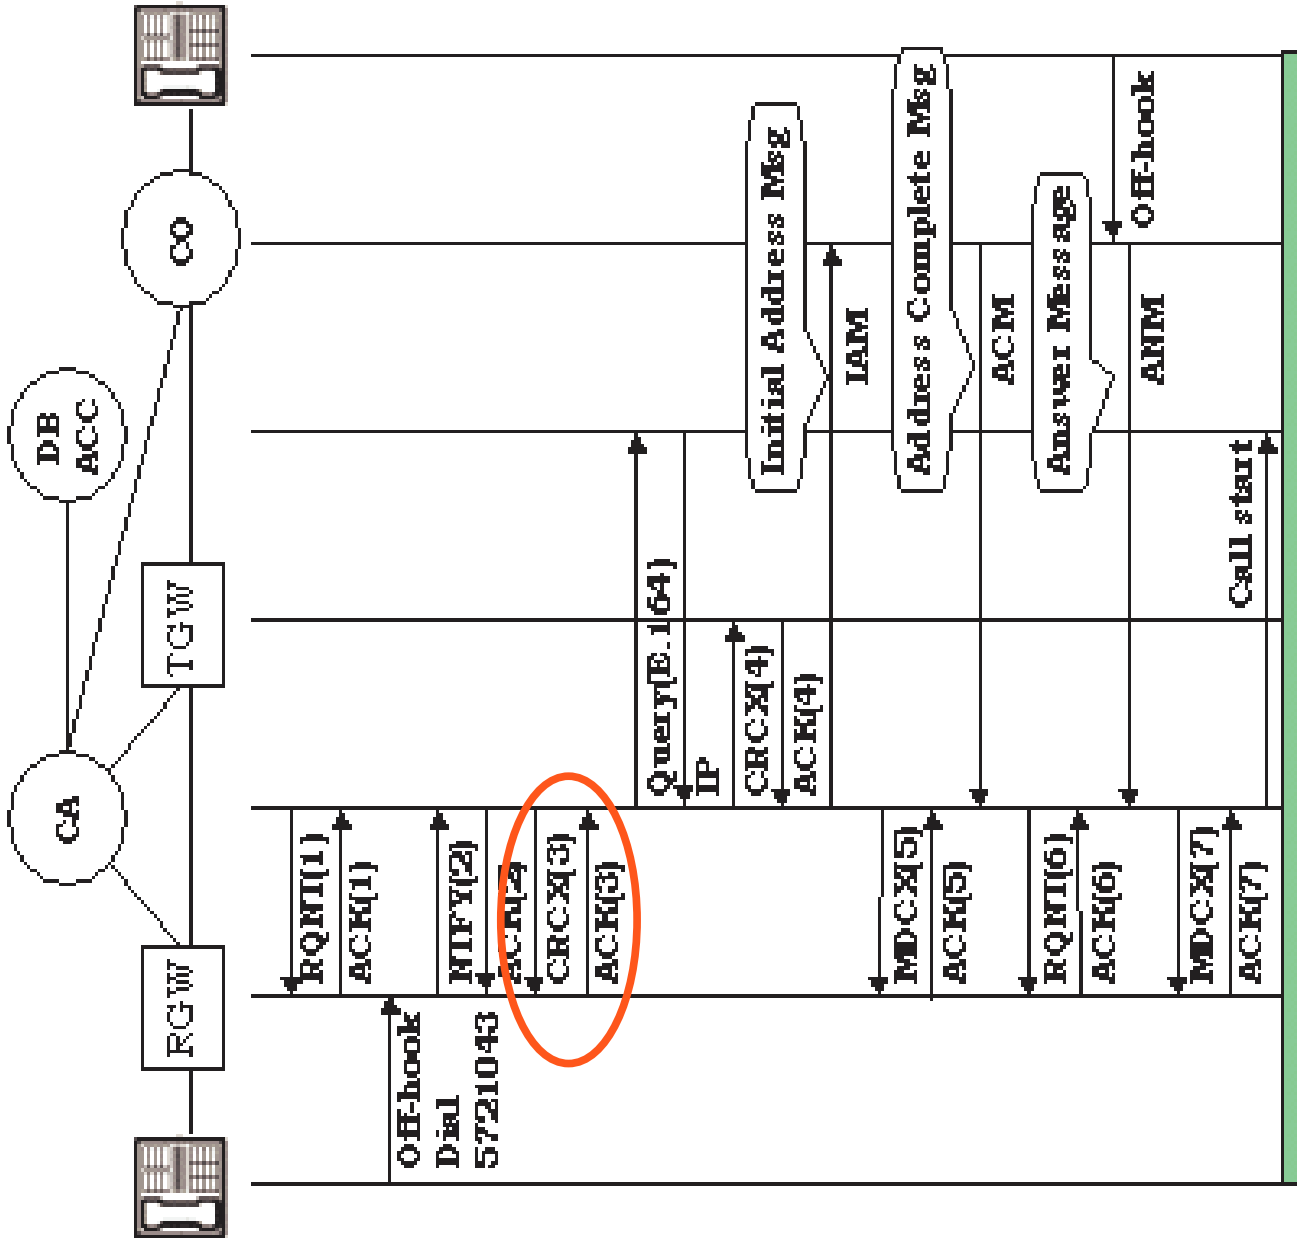 RGW
CA
TGW
DB
ACC
CO
RQNT(1)
ACK(1)
Off-hook
Dial
5721043
NTFY(2)
ACK(2)
CRCX(3)
ACK(3)
Query(E.164)
IP
CRCX(4)
ACK(4)
Initial Address Msg
IAM
MDCX(5)
ACK(5)
Address Complete Msg
ACM
RQNT(6)
ACK(6)
Off-hook
Answer Message
ANM
MDCX(7)
ACK(7)
Call start